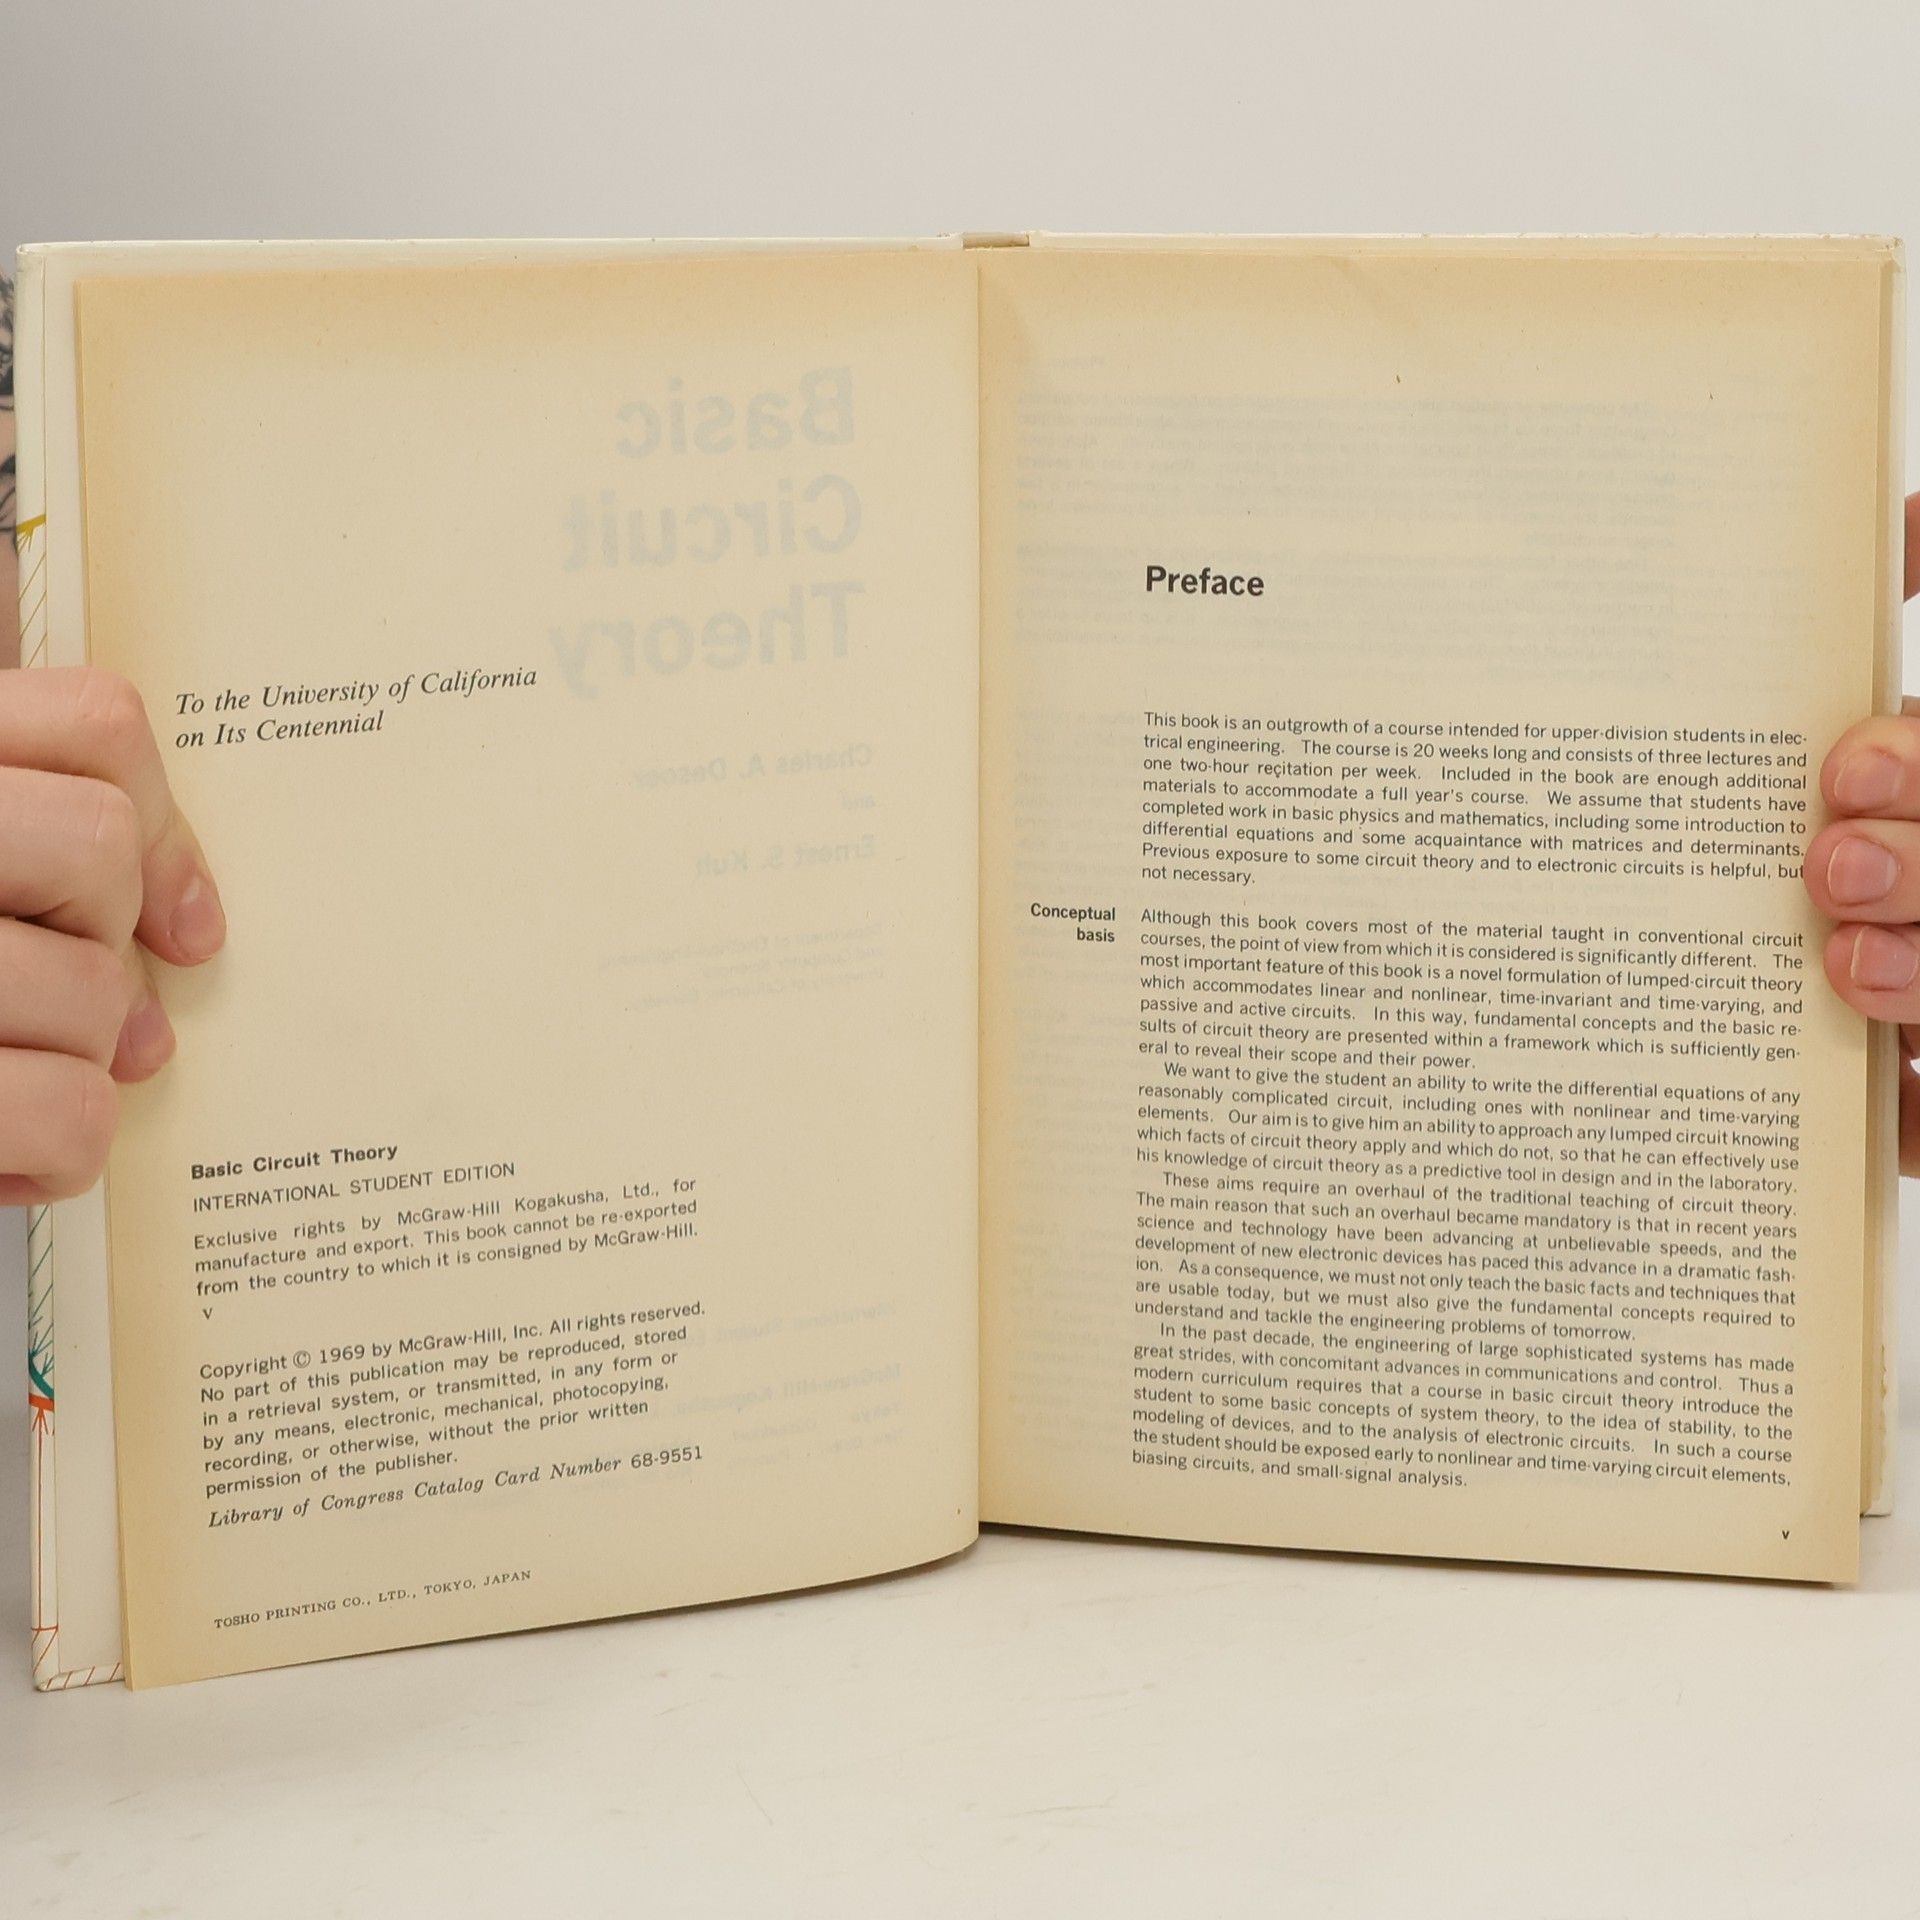 To the University of California
on Its Centennial
Basic Circuit Theory
INTERNATIONAL STUDENT EDITION
Exclusive rights by McGraw-Hill Kogakusha, Ltd., for
manufacture and export. This book cannot be re-exported
from the country to which it is consigned by McGraw-Hill.
V
Copyright © 1969 by McGraw-Hill, Inc. All rights reserved.
No part of this publication may be reproduced, stored
in a retrieval system, or transmitted, in any form or
by any means, electronic, mechanical, photocopying,
recording, or otherwise, without the prior written
permission of the publisher.
Library of Congress Catalog Card Number 68-9551
TOSHO PRINTING CO., LTD., TOKYO, JAPAN
Preface
This book is an outgrowth of a course intended for upper-division students in elec-
trical engineering. The course is 20 weeks long and consists of three lectures and
one two-hour recitation per week. Included in the book are enough additional
materials to accommodate a full year's course. We assume that students have
completed work in basic physics and mathematics, including some introduction to
differential equations and some acquaintance with matrices and determinants.
Previous exposure to some circuit theory and to electronic circuits is helpful, but
not necessary.
Conceptual
basis
Although this book covers most of the material taught in conventional circuit
courses, the point of view from which it is considered is significantly different. The
most important feature of this book is a novel formulation of lumped-circuit theory
which accommodates linear and nonlinear, time-invariant and time-varying, and
passive and active circuits. In this way, fundamental concepts and the basic re-
sults of circuit theory are presented within a framework which is sufficiently gen-
eral to reveal their scope and their power.
We want to give the student an ability to write the differential equations of any
reasonably complicated circuit, including ones with nonlinear and time-varying
elements. Our aim is to give him an ability to approach any lumped circuit knowing
which facts of circuit theory apply and which do not, so that he can effectively use
his knowledge of circuit theory as a predictive tool in design and in the laboratory.
These aims require an overhaul of the traditional teaching of circuit theory.
The main reason that such an overhaul became mandatory is that in recent years
science and technology have been advancing at unbelievable speeds, and the
development of new electronic devices has paced this advance in a dramatic fash-
ion. As a consequence, we must not only teach the basic facts and techniques that
are usable today, but we must also give the fundamental concepts required to
understand and tackle the engineering problems of tomorrow.
In the past decade, the engineering of large sophisticated systems has made
great strides, with concomitant advances in communications and control. Thus a
modern curriculum requires that a course in basic circuit theory introduce the
student to some basic concepts of system theory, to the idea of stability, to the
modeling of devices, and to the analysis of electronic circuits. In such a course
the student should be exposed early to nonlinear and time-varying circuit elements,
biasing circuits, and small-signal analysis.
v